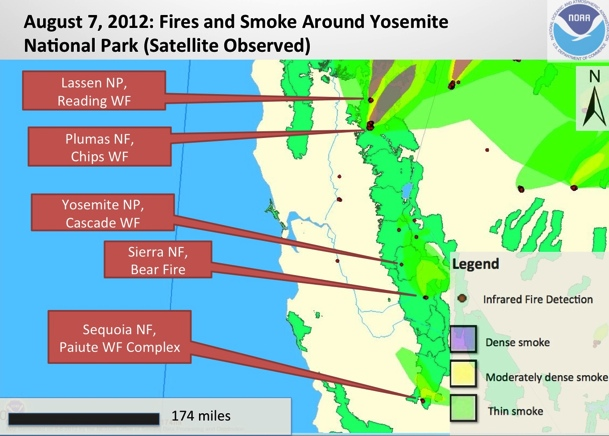 August 7, 2012: Fires and Smoke Around Yosemite
National Park (Satellite Observed)
NOAA
N
Lassen NP,
Reading WF
Plumas NF,
Chips WF
Yosemite NP,
Cascade WF
Sierra NF,
Bear Fire
Sequoia NF,
Paiute WF Complex
Legend
Infrared Fire Detection
Dense smoke
Moderately dense smoke
Thin smoke
174 miles